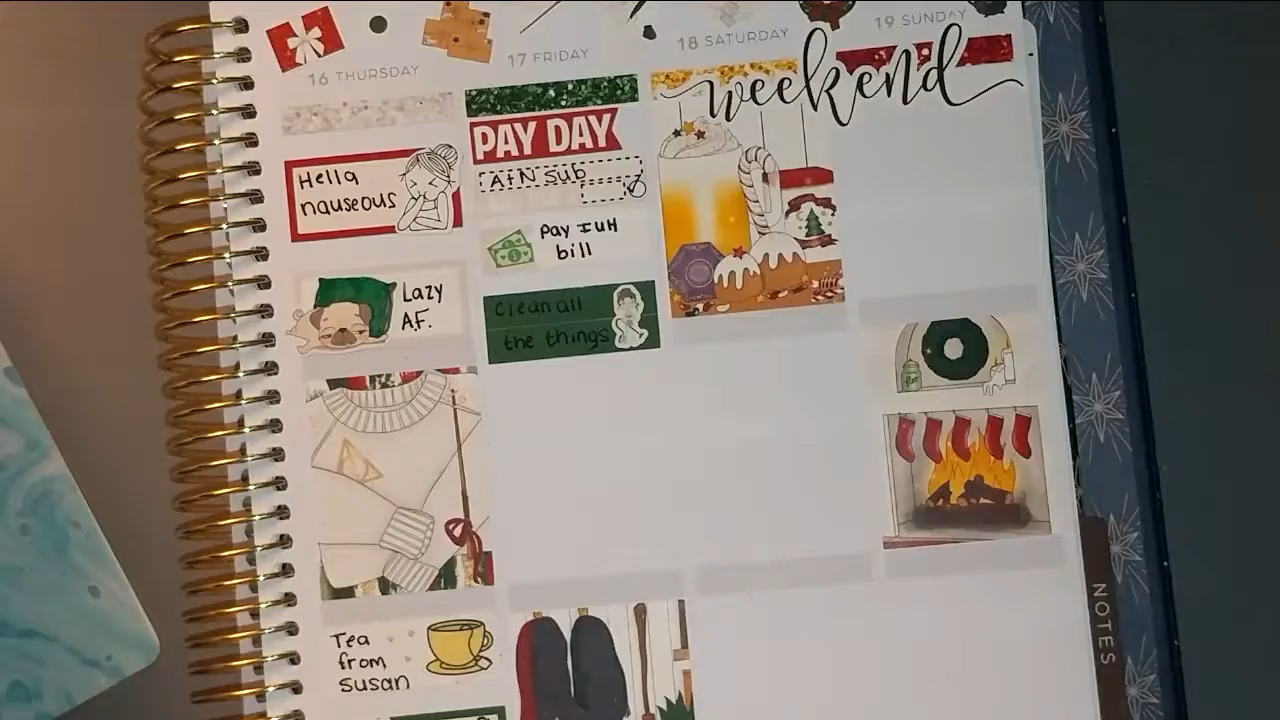 16 THURSDAY
17 FRIDAY
18 SATURDAY
19 SUNDAY
weekend
Hella
nauseous
Lazy
AF.
Tea
from
susan
PAY DAY
AFN sub
Pay IUH
bill
Clean all
the things
NOTES